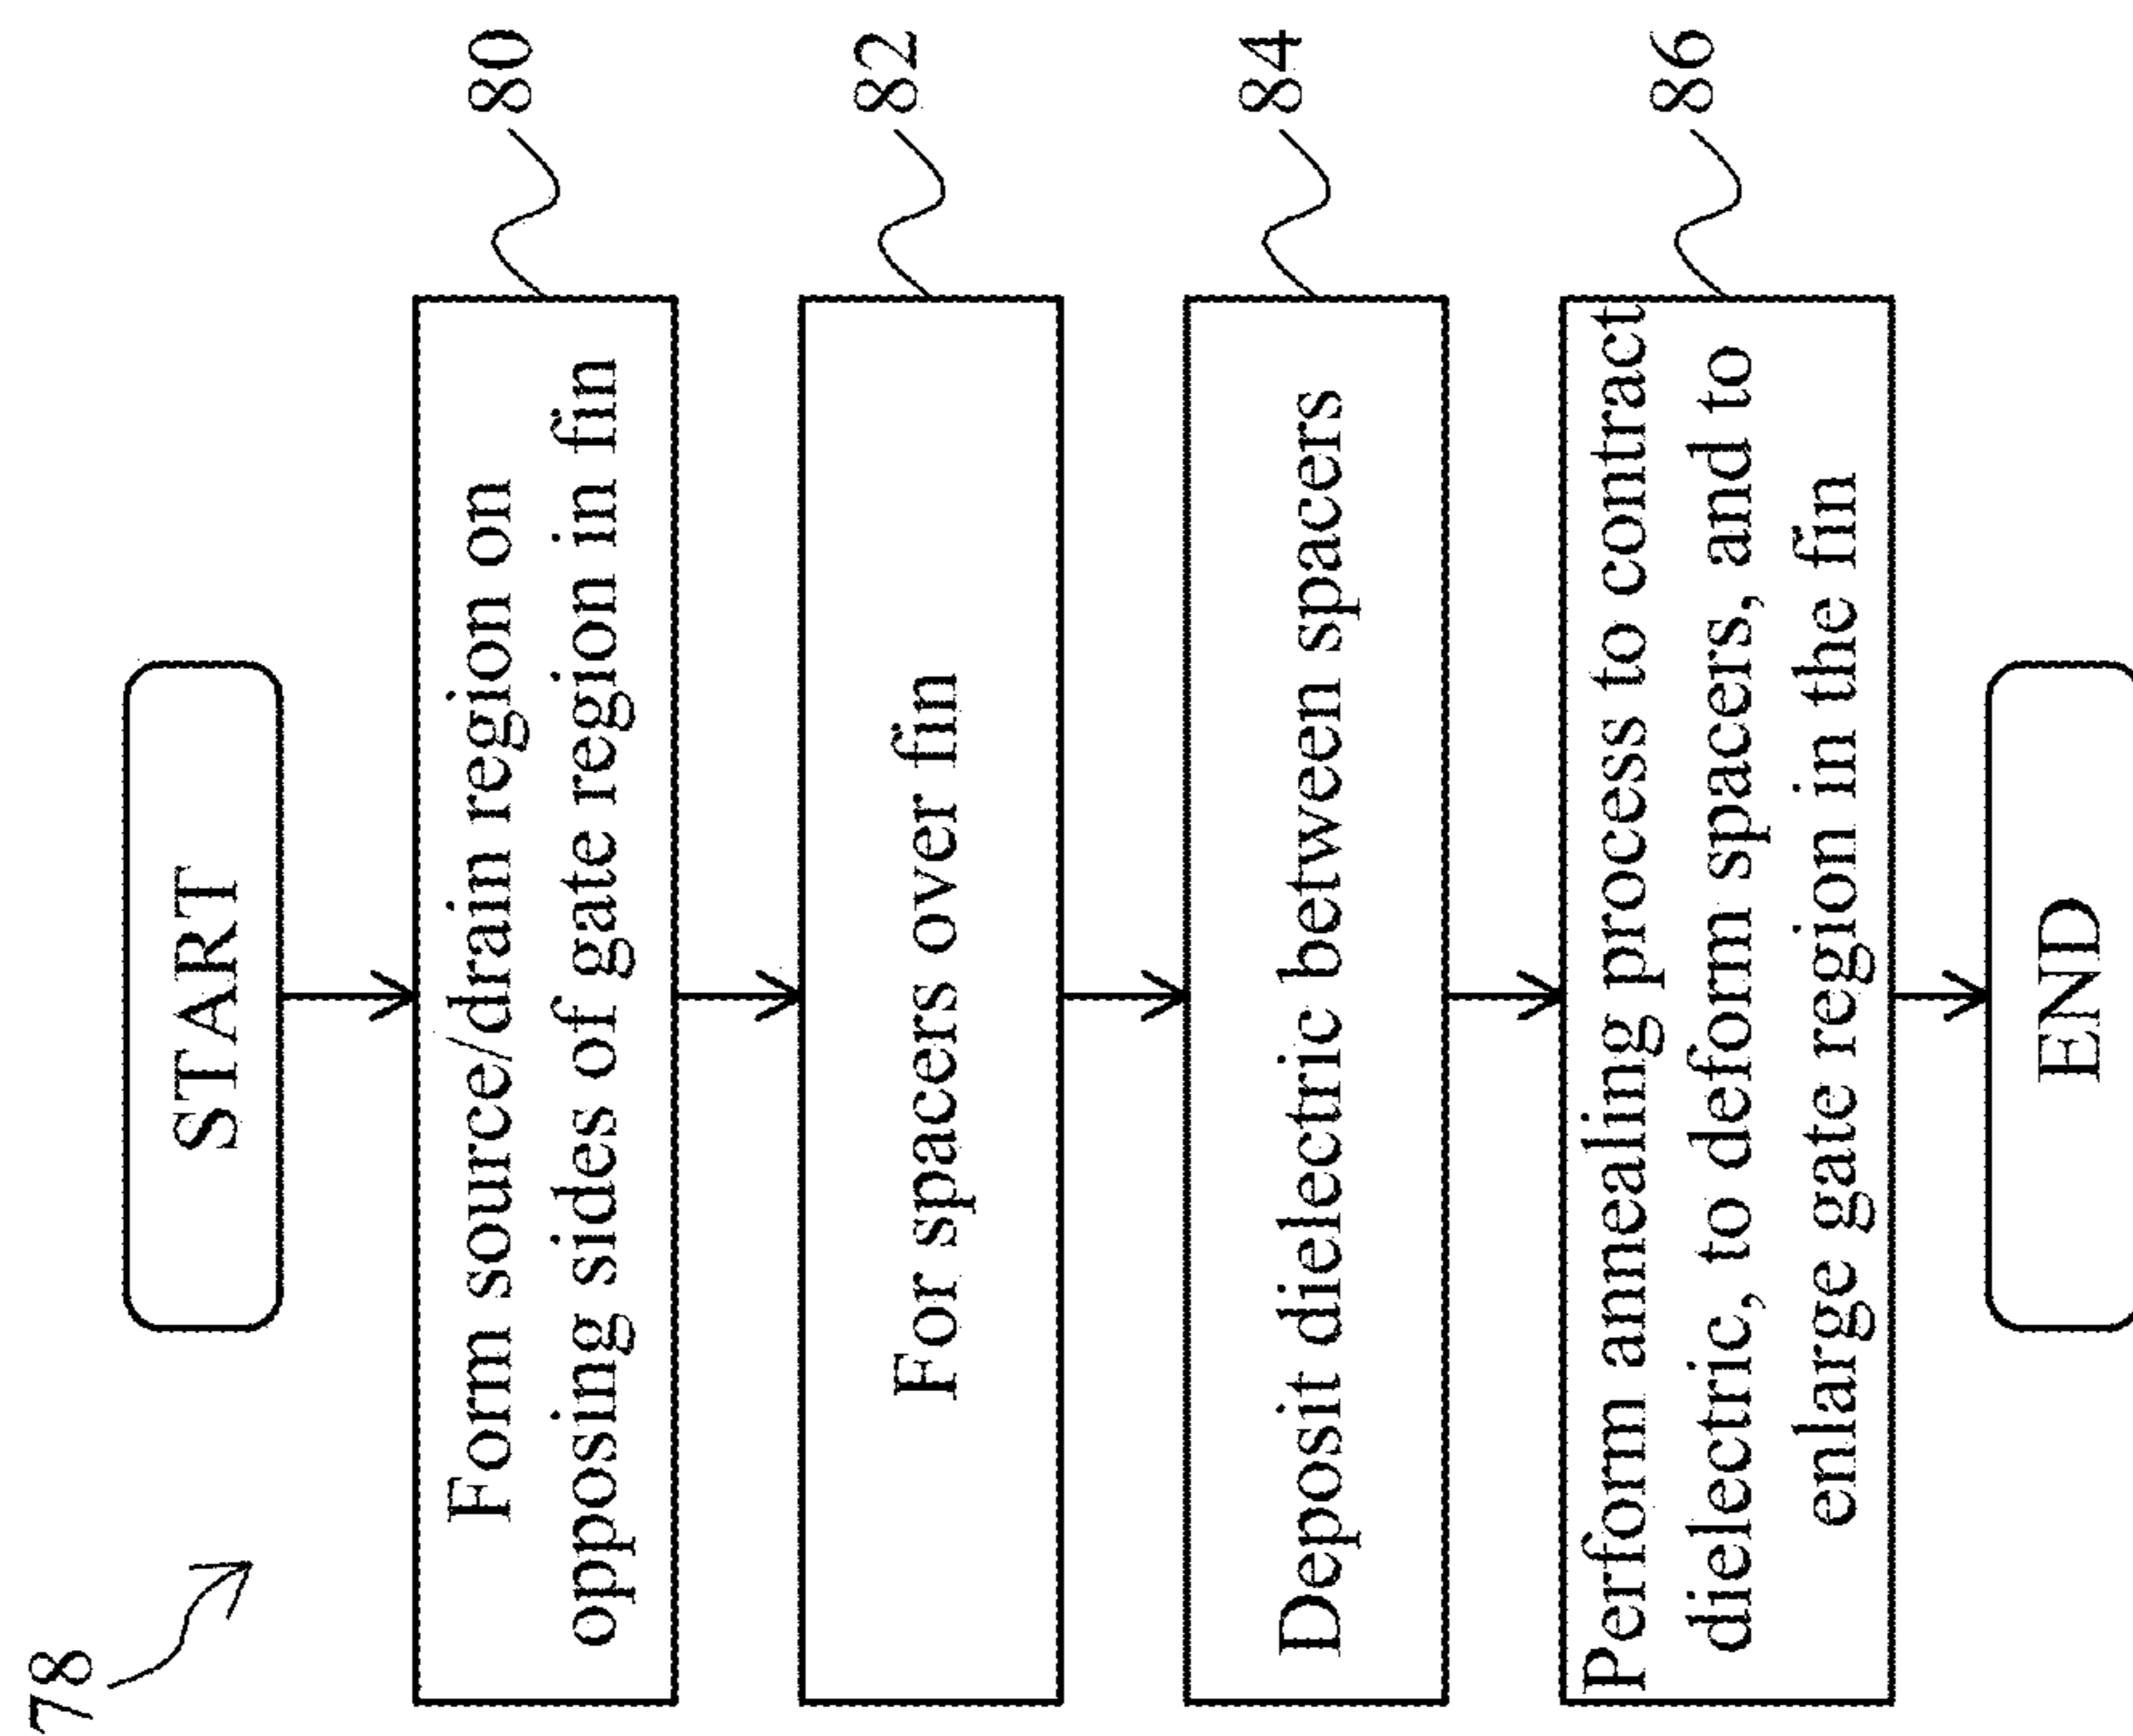 78
START
Form source/drain region on
opposing sides of gate region in fin
80
For spacers over fin
82
Deposit dielectric between spacers
84
Perform annealing process to contract
dielectric, to deform spacers, and to
enlarge gate region in the fin
86
END